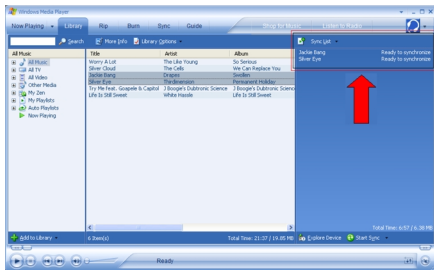 Windows Media Player
Now Playing Library Rip Burn Sync Guide Shop for Music Listen to Radio
Search More Info Library Options Sync List
All Music Title Artist Album Jackie Bang Ready to synchronize
All Music Worry A Lot The Like Young So Serious Silver Eye Ready to synchronize
All TV Silver Cloud The Cells We Can Replace You
All Video Jackie Bang Drapes Swollen
Other Media Silver Eye Permanent Holiday
My Zen Try Me Feat. Goapele & Capitol J Boogie's Dubtronic Science J Boogie's Dubtronic Science
My Playlists Life Is Still Sweet White Hassle Life Is Still Sweet
Auto Playlists
Now Playing
Total Time: 6:57 / 6.38 MB
Add to Library 6 Item(s) Total Time: 21:37 / 19.85 MB Explore Device Start Sync
Ready